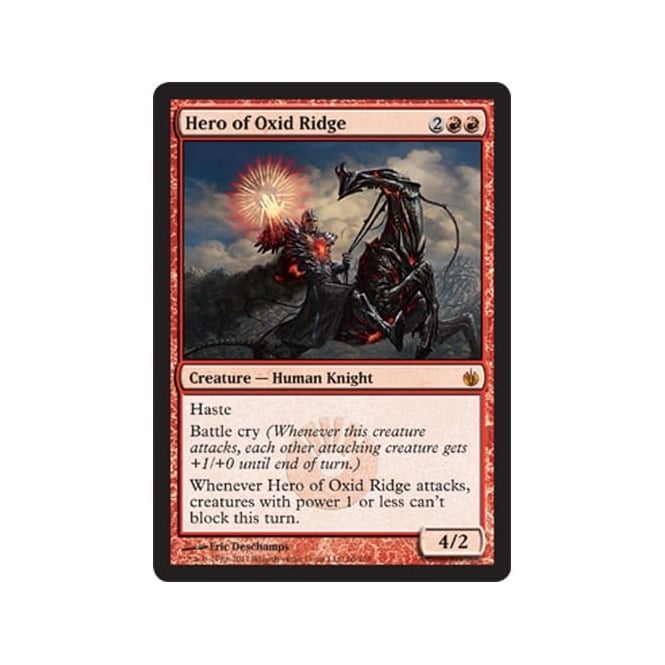 Hero of Oxid Ridge 2
Creature — Human Knight
Haste
Battle cry (Whenever this creature
attacks, each other attacking creature gets
+1/+0 until end of turn.)
Whenever Hero of Oxid Ridge attacks,
creatures with power 1 or less can't
block this turn.
4/2
Eric Deschamps